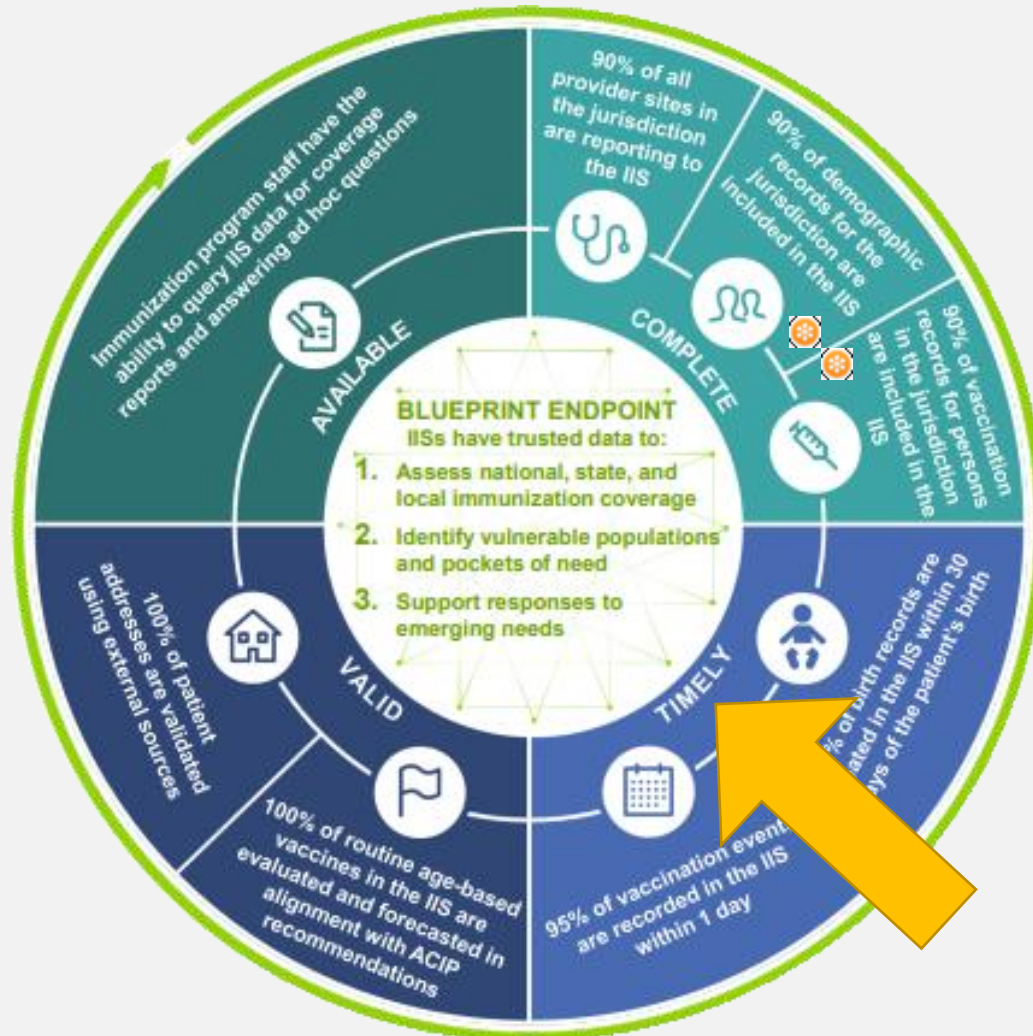 Immunization program staff have the
ability to query IIS data for coverage
reports and answering ad hoc questions
AVAILABLE
90% of all
provider sites in
the jurisdiction
are reporting to
the IIS
90% of demographic
records for the
jurisdiction are
included in the IIS
90% of vaccination
records for persons
in the jurisdiction
are included in the
IIS
COMPLETE
BLUEPRINT ENDPOINT
IISs have trusted data to:
1. Assess national, state, and
local immunization coverage
2. Identify vulnerable populations
and pockets of need
3. Support responses to
emerging needs
TIMELY
of birth records are
in the IIS within 30
of the patient's birth
95% of vaccination
are recorded in the IIS
within 1 day
VALID
100% of routine age-based
vaccines in the IIS are
evaluated and forecasted in
alignment with ACIP
recommendations
100% of patient
addresses are validated
using external sources